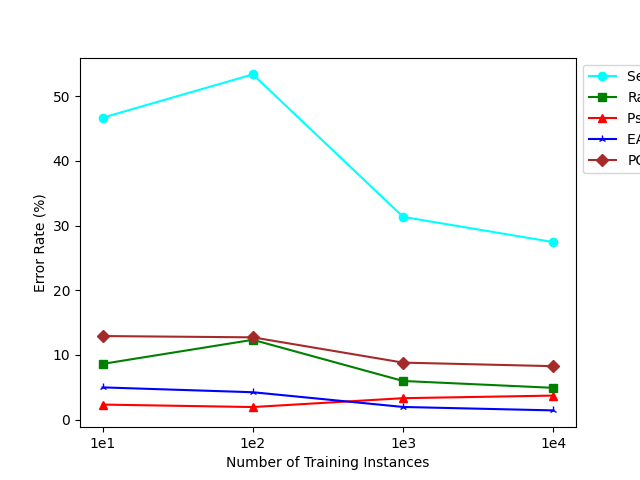 50
40
30
20
10
0
Error Rate (%)
1e1 1e2 1e3 1e4
Number of Training Instances
Se
Ra
Ps
EA